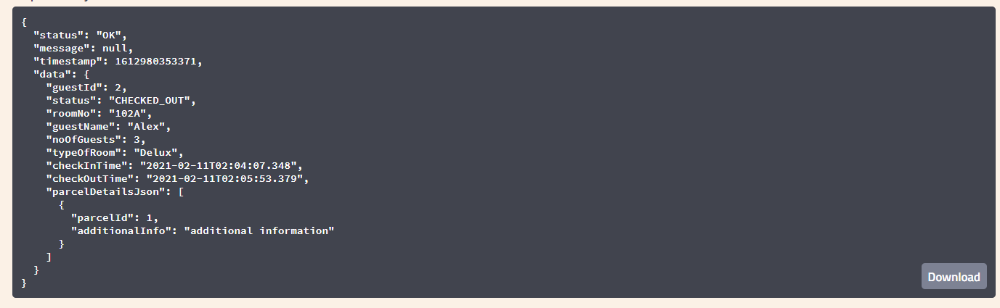 {
"status": "OK",
"message": null,
"timestamp": 1612980353371,
"data": {
"guestId": 2,
"status": "CHECKED_OUT",
"roomNo": "102A",
"guestName": "Alex",
"noOfGuests": 3,
"typeOfRoom": "Delux",
"checkInTime": "2021-02-11T02:04:07.348",
"checkOutTime": "2021-02-11T02:05:53.379",
"parcelDetailsJson": [
{
"parcelId": 1,
"additionalInfo": "additional information"
}
]
}
}
Download